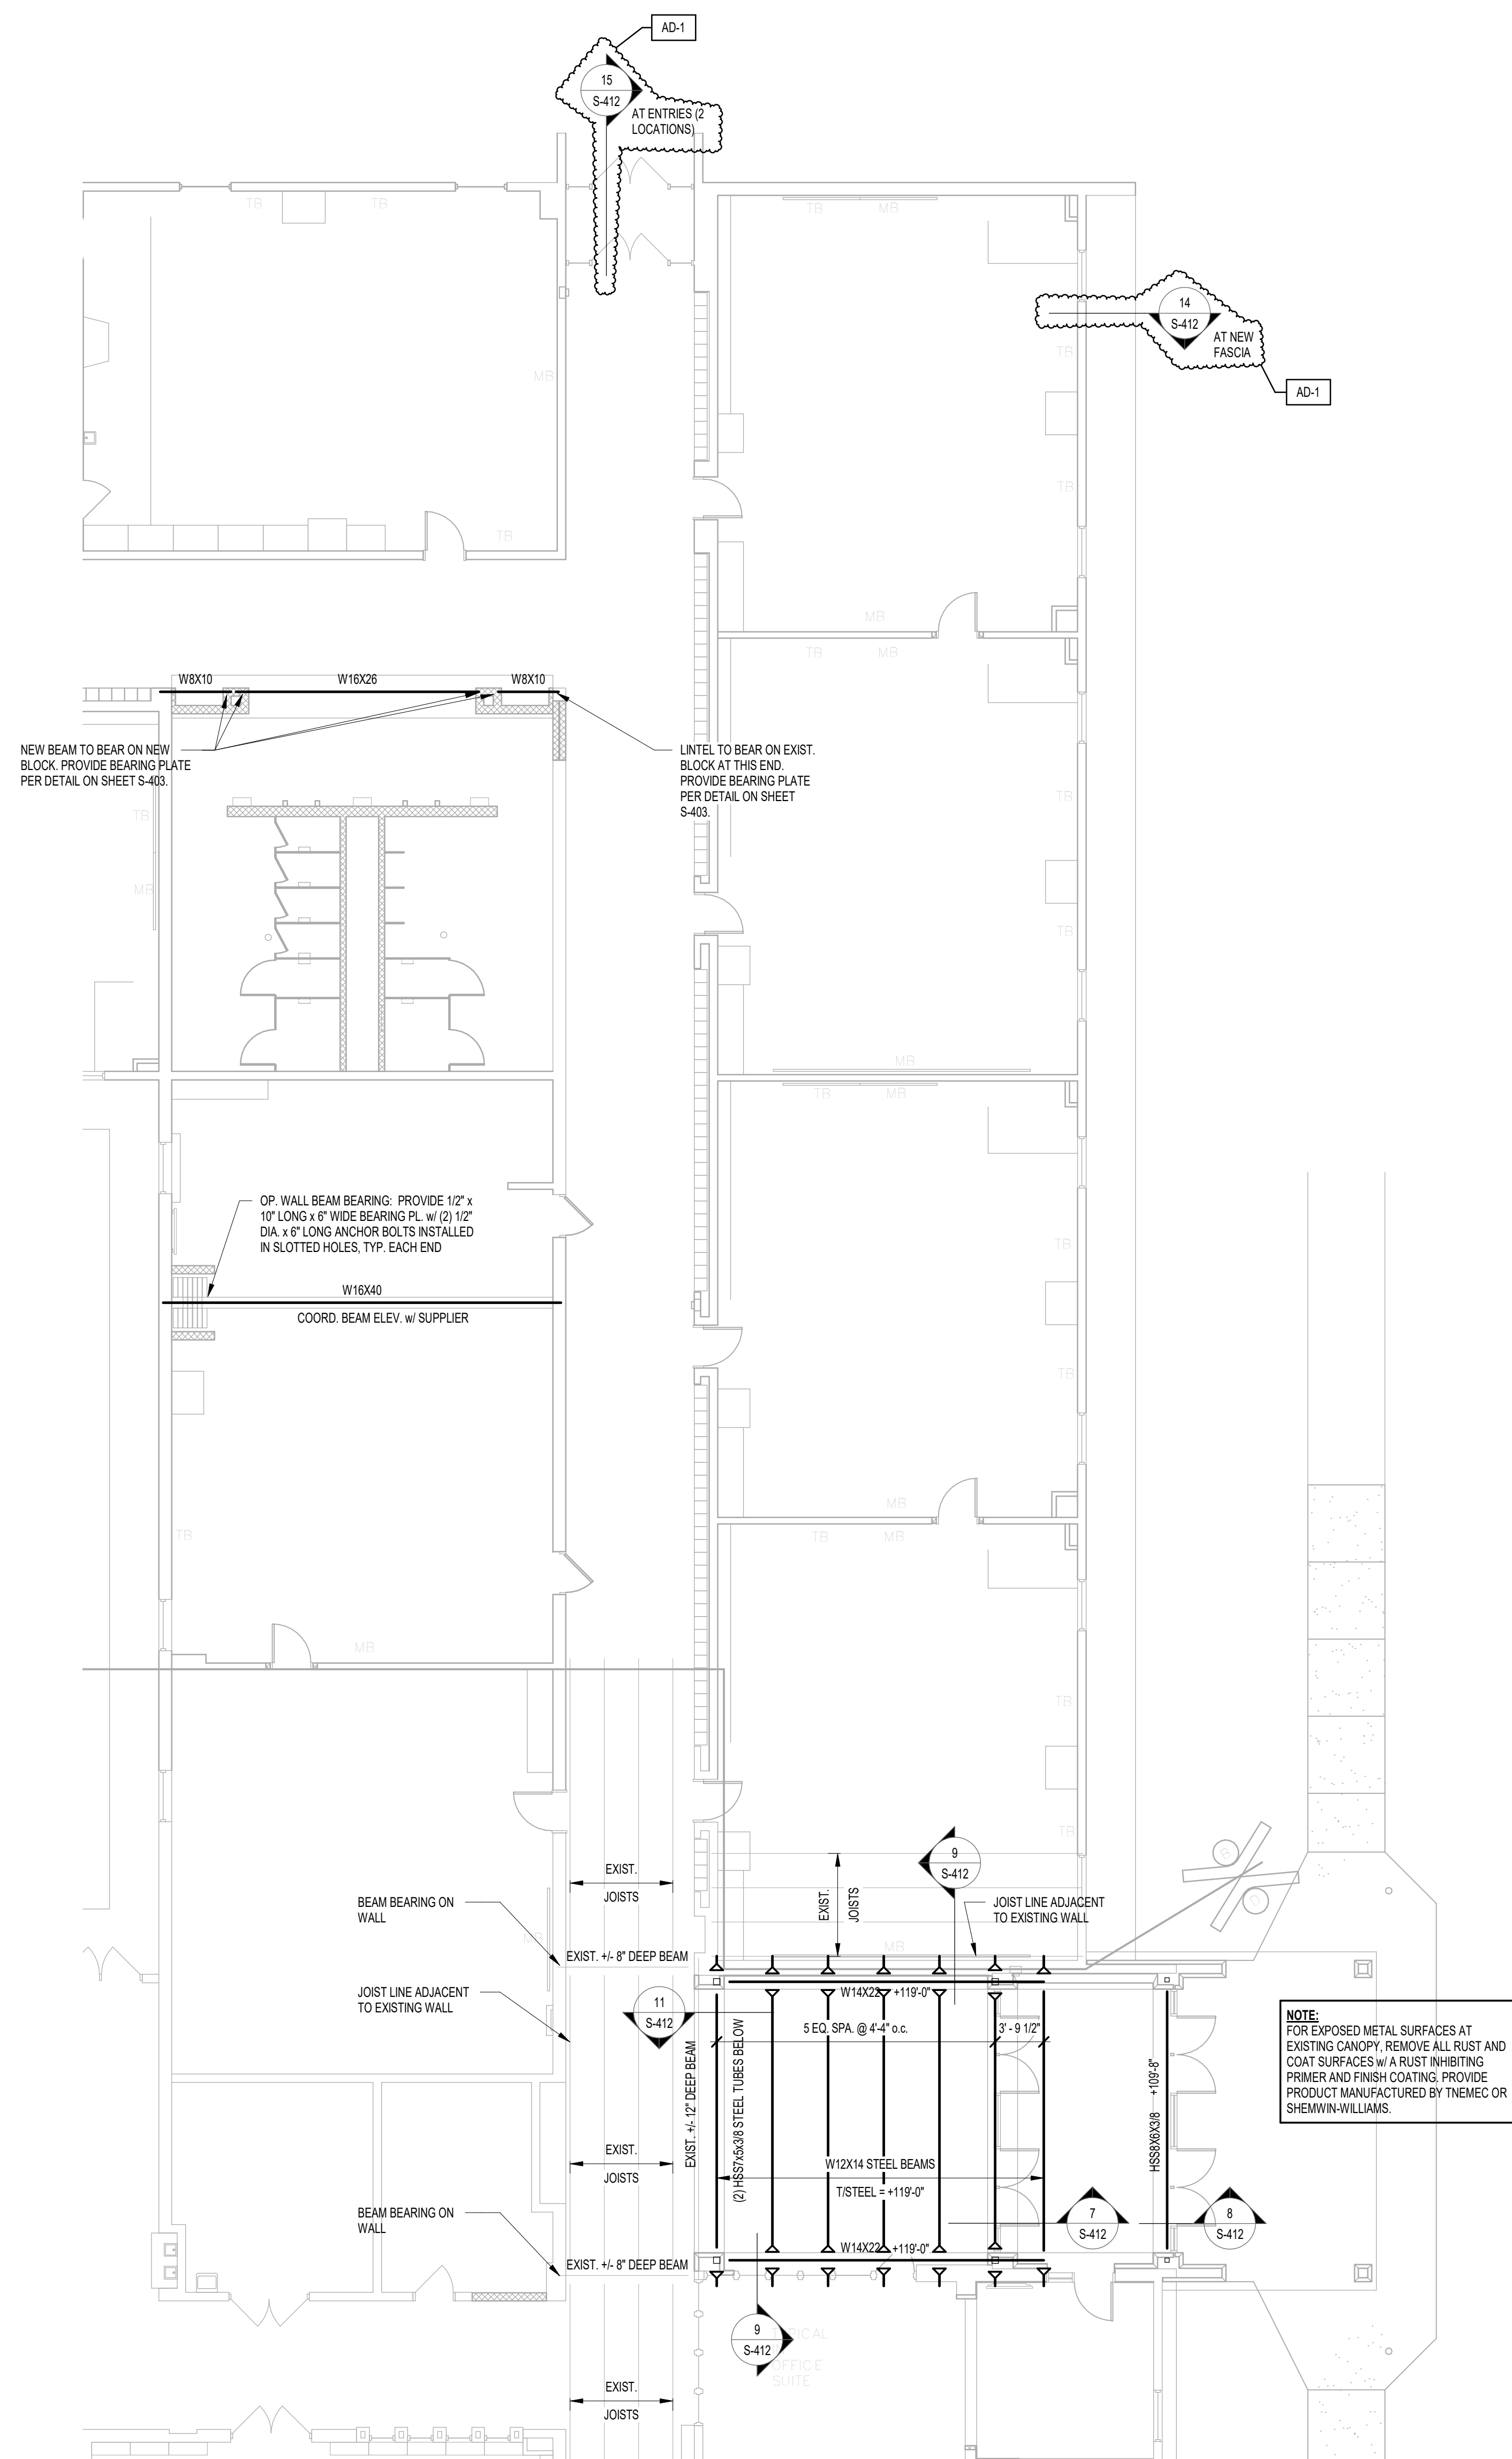 AD-1
15
S-412
AT ENTRIES (2
LOCATIONS)
TB
TB
TB
MB
14
S-412
AT NEW
FASCIA
AD-1
TB
MB
TB
TB
MB
TB
MB
W8X10
W16X26
W8X10
NEW BEAM TO BEAR ON NEW
BLOCK. PROVIDE BEARING PLATE
PER DETAIL ON SHEET S-403.
LINTEL TO BEAR ON EXIST.
BLOCK AT THIS END.
PROVIDE BEARING PLATE
PER DETAIL ON SHEET
S-403.
TB
TB
MB
TB
MB
TB
MB
OP. WALL BEAM BEARING: PROVIDE 1/2" x
10" LONG x 6" WIDE BEARING PL. w/ (2) 1/2"
DIA. x 6" LONG ANCHOR BOLTS INSTALLED
IN SLOTTED HOLES, TYP. EACH END
TB
W16X40
COORD. BEAM ELEV. w/ SUPPLIER
TB
MB
TB
TB
MB
MB
TB
TB
9
S-412
EXIST.
JOISTS
EXIST.
JOISTS
BEAM BEARING ON
WALL
JOIST LINE ADJACENT
TO EXISTING WALL
MB
MB
EXIST. +/- 8" DEEP BEAM
JOIST LINE ADJACENT
TO EXISTING WALL
W14X22
+119'-0"
11
S-412
5 EQ. SPA. @ 4'-4" o.c.
3' - 9 1/2"
NOTE:
FOR EXPOSED METAL SURFACES AT
EXISTING CANOPY, REMOVE ALL RUST AND
COAT SURFACES w/ A RUST INHIBITING
PRIMER AND FINISH COATING. PROVIDE
PRODUCT MANUFACTURED BY TNEMEC OR
SHEMWIN-WILLIAMS.
EXIST. +/- 12" DEEP BEAM
(2) HSS7x5x3/8 STEEL TUBES BELOW
HSS8X6X3/8
+109'-8"
EXIST.
JOISTS
W12X14 STEEL BEAMS
T/STEEL = +119'-0"
BEAM BEARING ON
WALL
7
S-412
8
S-412
W14X22
+119'-0"
EXIST. +/- 8" DEEP BEAM
9
S-412
OFFICE
SUITE
EXIST.
JOISTS